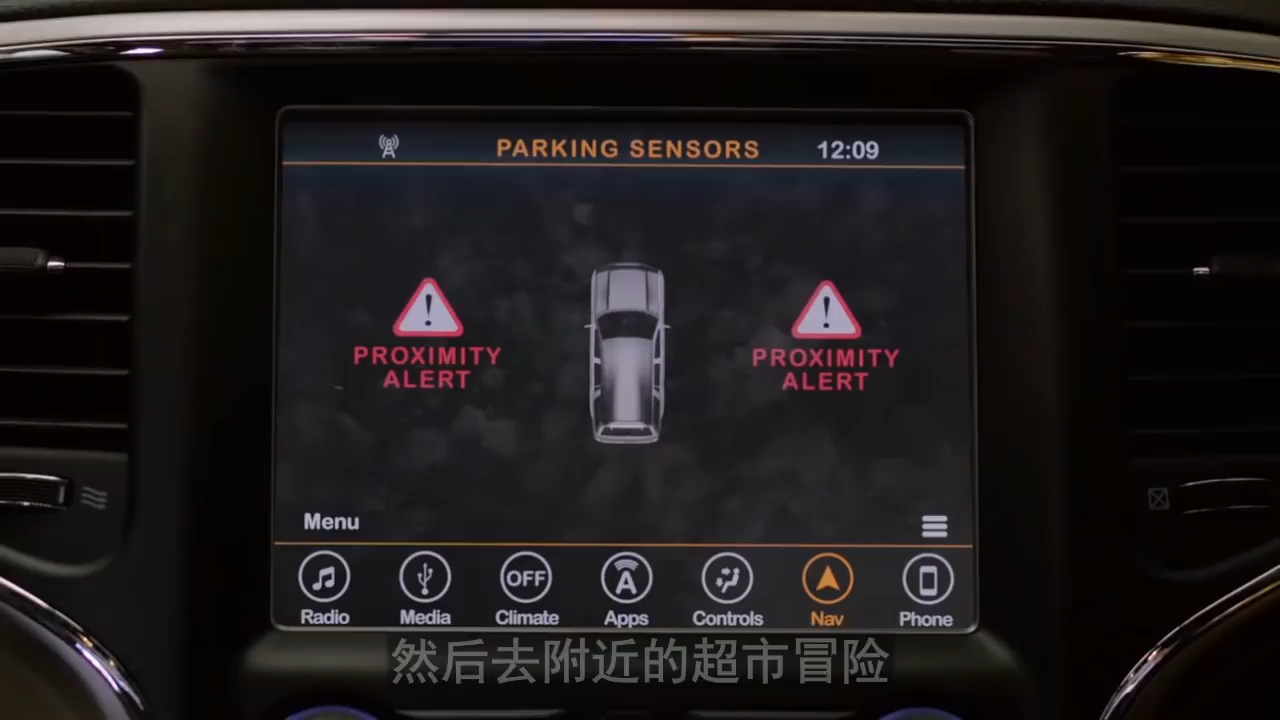 PARKING SENSORS
12:09
PROXIMITY
ALERT
PROXIMITY
ALERT
Menu
OFF
A
Radio
Media
Climate
Apps
Controls
Nav
Phone
然后去附近的超市冒险